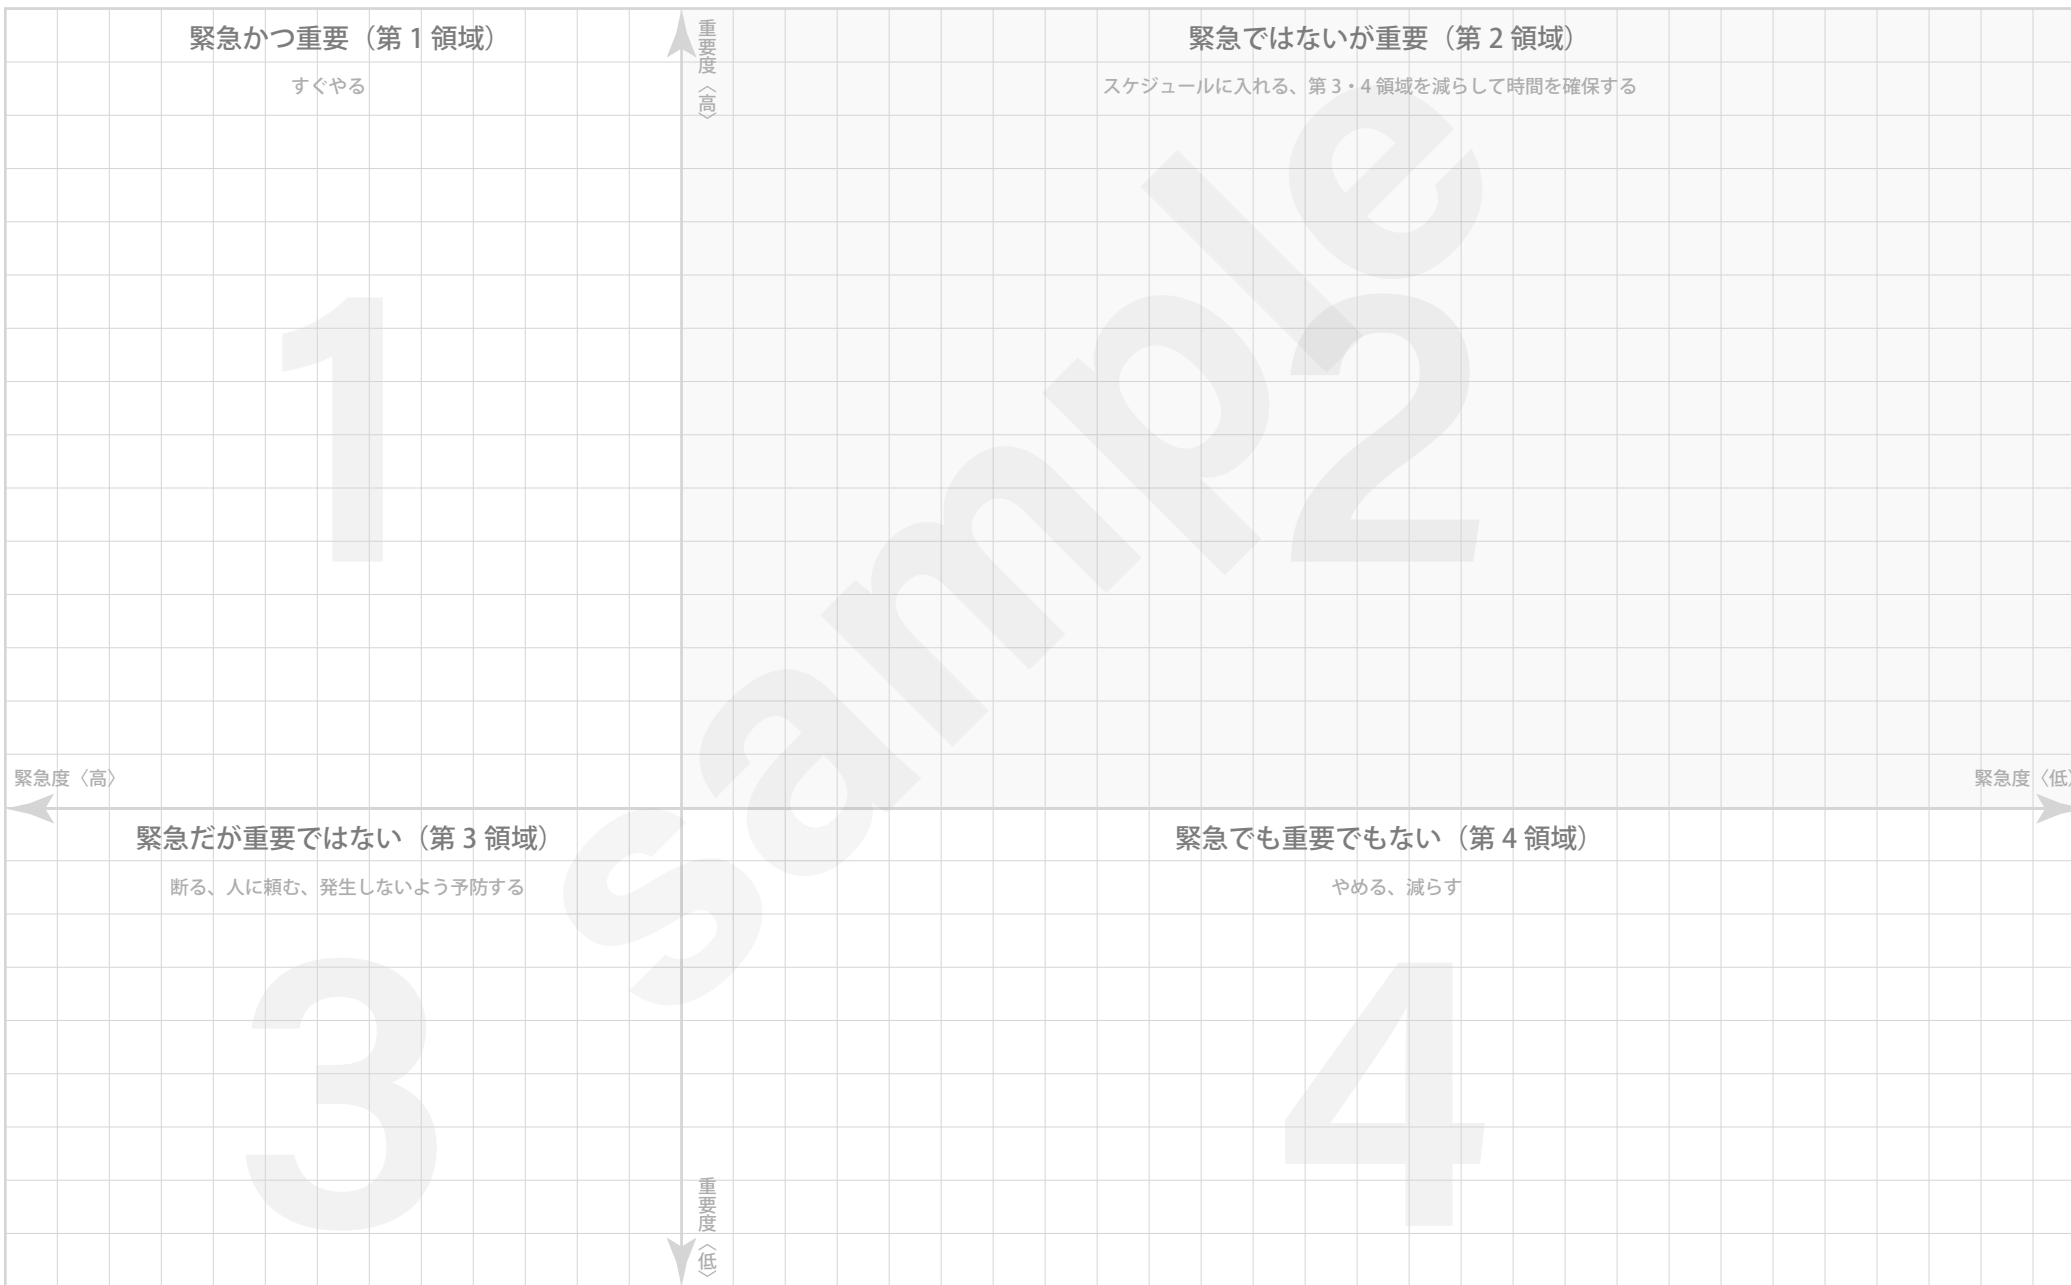 緊急かつ重要（第 1 領域）
すぐやる
1
重要度〈高〉
緊急ではないが重要（第 2 領域）
スケジュールに入れる、第 3・4 領域を減らして時間を確保する
2
sample
緊急度〈高〉
緊急度〈低〉
緊急だが重要ではない（第 3 領域）
断る、人に頼む、発生しないよう予防する
3
重要度〈低〉
緊急でも重要でもない（第 4 領域）
やめる、減らす
4